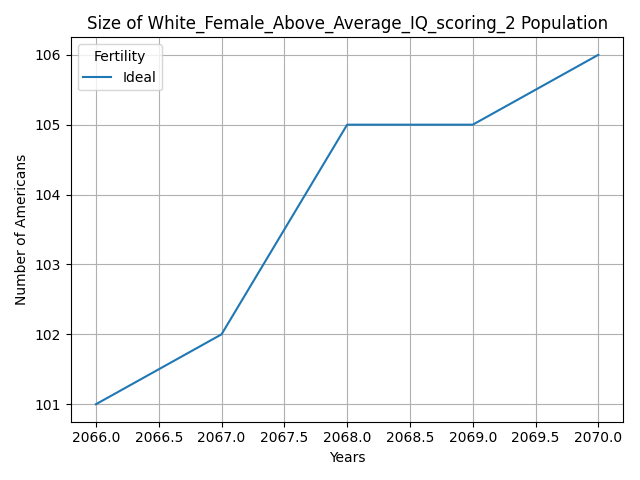 Size of White_Female_Above_Average_IQ_scoring_2 Population
Fertility
Ideal
106
105
104
103
102
101
Number of Americans
2066.0 2066.5 2067.0 2067.5 2068.0 2068.5 2069.0 2069.5 2070.0
Years